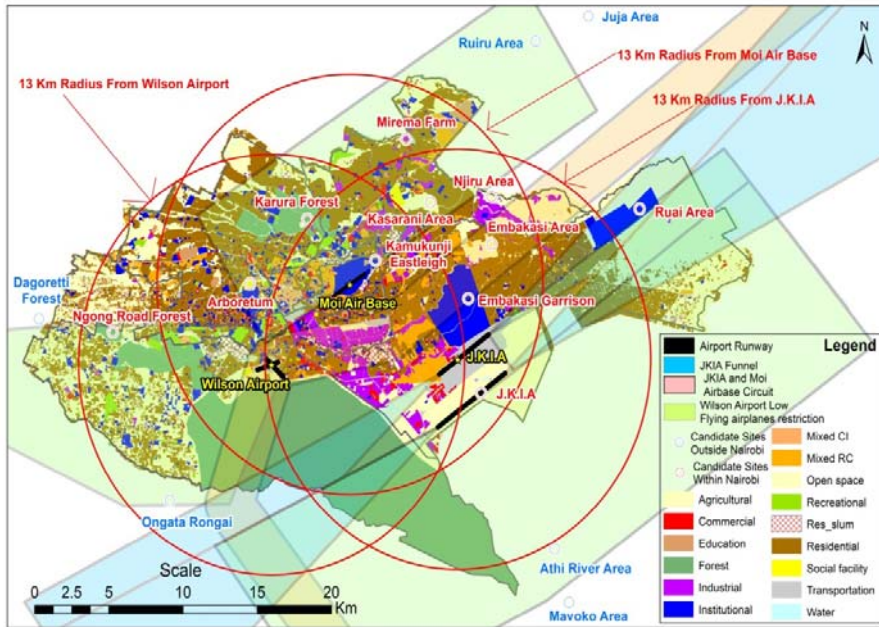 Juja Area
Ruiru Area
N
13 Km Radius From Moi Air Base
13 Km Radius From Wilson Airport
13 Km Radius From J.K.I.A
Mirema Farm
Njiru Area
Karura Forest
Kasarani Area
Ruai Area
Embakasi Area
Kamukunji
Eastleigh
Dagoretti
Forest
Arboretum
Moi Air Base
Embakasi Garrison
Ngong Road Forest
J.K.I.A
Wilson Airport
J.K.I.A
Ongata Rongai
Athi River Area
Mavoko Area
Scale
0 2.5 5 10 15 20
Km
Legend
Airport Runway
JKIA Funnel
JKIA and Moi
Airbase Circuit
Wilson Airport Low
Flying airplanes restriction
Candidate Sites
Outside Nairobi
Candidate Sites
Within Nairobi
Agricultural
Commercial
Education
Forest
Industrial
Institutional
Mixed CI
Mixed RC
Open space
Recreational
Res_slum
Residential
Social facility
Transportation
Water